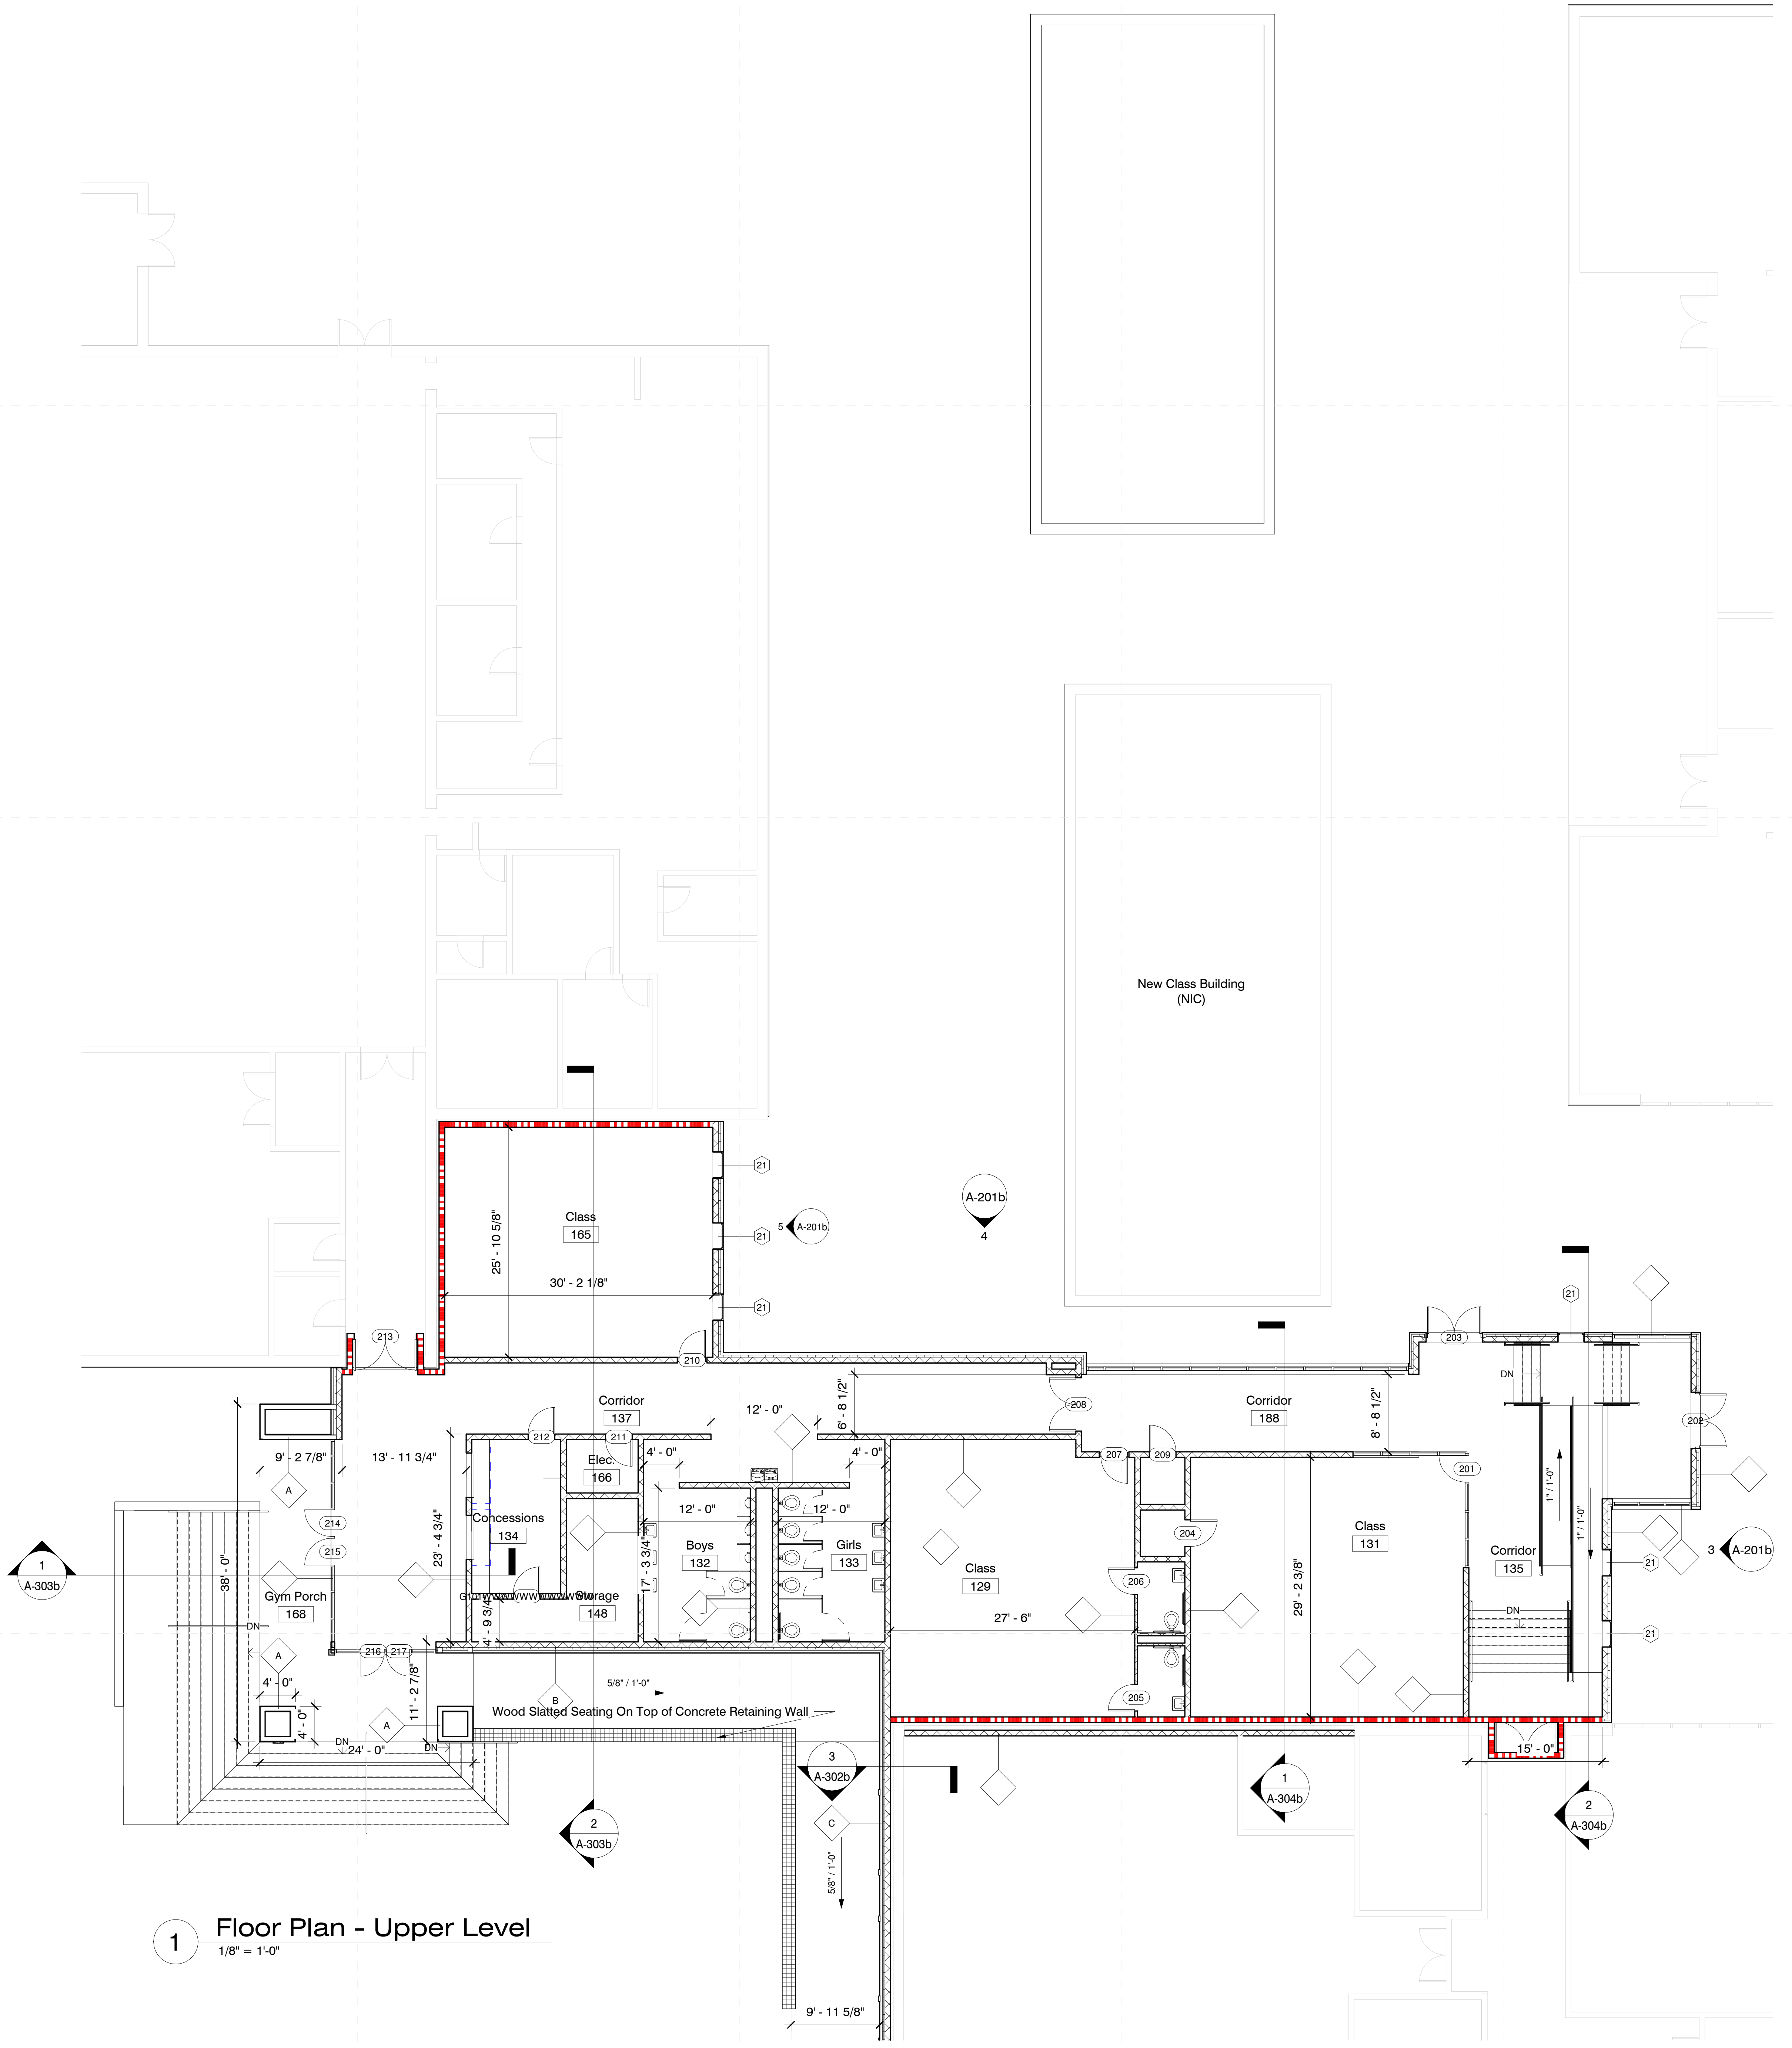 New Class Building
(NIC)
21
Class
165
25' - 10 5/8"
30' - 2 1/8"
21
21
5
A-201b
A-201b
4
21
213
210
203
DN
202
Corridor
137
12' - 0"
6' - 8 1/2"
208
Corridor
188
8' - 8 1/2"
212
211
4' - 0"
4' - 0"
207
209
201
9' - 2 7/8"
13' - 11 3/4"
Elec.
166
A
1" / 1'-0"
1" / 1'-0"
12' - 0"
12' - 0"
Concessions
134
214
215
23' - 4 3/4"
38' - 0"
17' - 3 3/4"
Boys
132
Girls
133
204
Class
131
Corridor
135
21
3
A-201b
1
A-303b
Class
129
206
29' - 2 3/8"
Gym Porch
168
Storage
148
4' - 9 3/4"
27' - 6"
DN
DN
21
216
217
A
4' - 0"
4' - 0"
11' - 2 7/8"
A
B
5/8" / 1'-0"
205
Wood Slatted Seating On Top of Concrete Retaining Wall
DN
DN
24' - 0"
15' - 0"
3
A-302b
1
A-304b
2
A-304b
2
A-303b
C
5/8" / 1'-0"
1
Floor Plan - Upper Level
1/8" = 1'-0"
9' - 11 5/8"